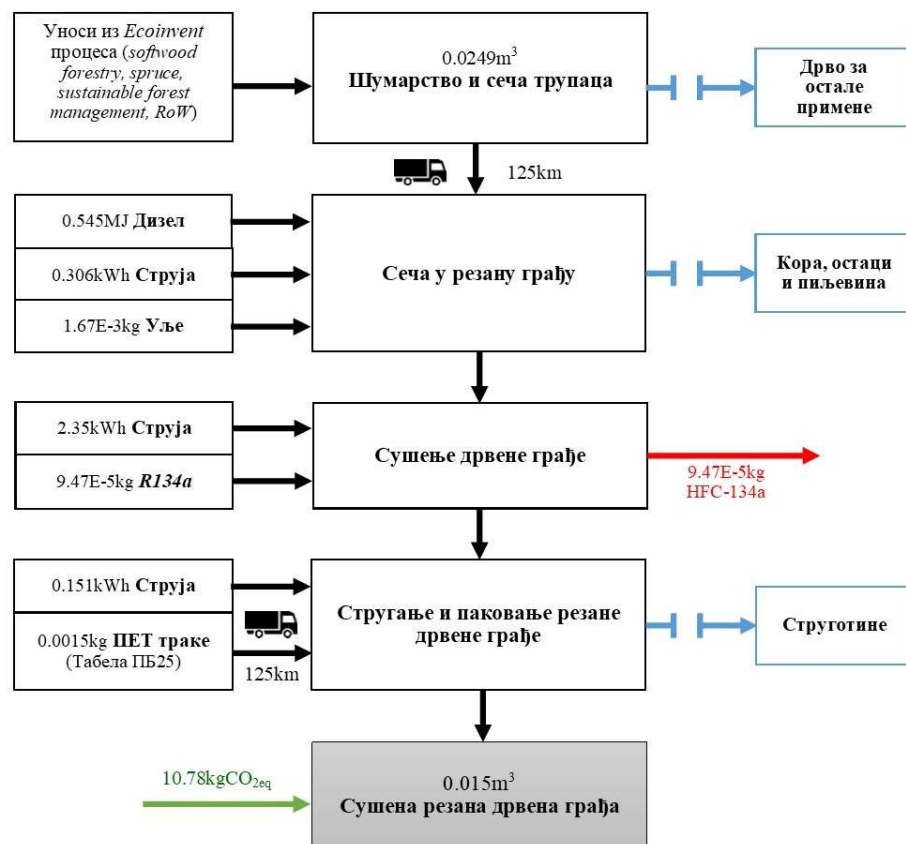 Уноси из Ecoinvent
процеса (softwood
forestry, spruce,
sustainable forest
management, RoW)
0.0249m³
Шумарство и сеча трупаца
Дрво за
остале
примене
125km
0.545MJ Дизел
0.306kWh Струја
1.67E-3kg Уље
Сеча у резану грађу
Кора, остаци
и пиљевина
2.35kWh Струја
9.47E-5kg R134a
Сушење дрвене грађе
9.47E-5kg
HFC-134a
0.151kWh Струја
0.0015kg ПЕТ траке
(Табела ПБ25)
125km
Стругање и паковање резане
дрвене грађе
Струготине
10.78kgCO₂eq
0.015m³
Сушена резана дрвена грађа